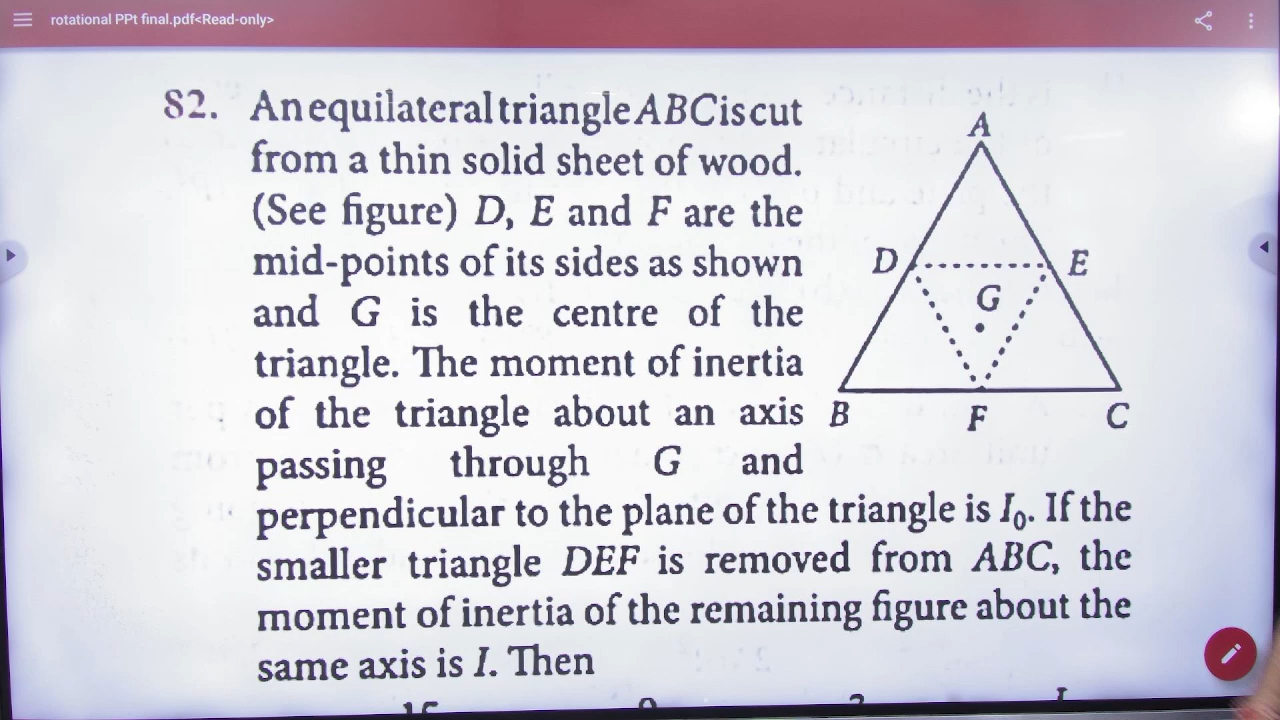 rotational PPt final.pdf<Read-only>
82. An equilateral triangle ABC is cut
from a thin solid sheet of wood.
(See figure) D, E and F are the
mid-points of its sides as shown
and G is the centre of the
triangle. The moment of inertia
of the triangle about an axis
passing through G and
perpendicular to the plane of the triangle is I₀. If the
smaller triangle DEF is removed from ABC, the
moment of inertia of the remaining figure about the
same axis is I. Then
A
D
E
G
B
F
C